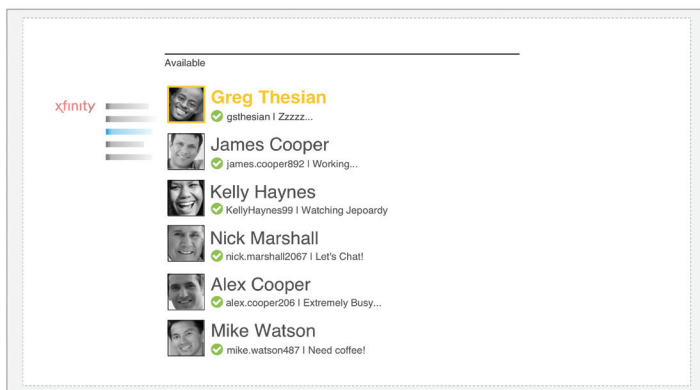 Available
xfinity
Greg Thesian
gsthesian | Zzzzz...
James Cooper
james.cooper892 | Working...
Kelly Haynes
KellyHaynes99 | Watching Jepoardy
Nick Marshall
nick.marshall2067 | Let's Chat!
Alex Cooper
alex.cooper206 | Extremely Busy...
Mike Watson
mike.watson487 | Need coffee!